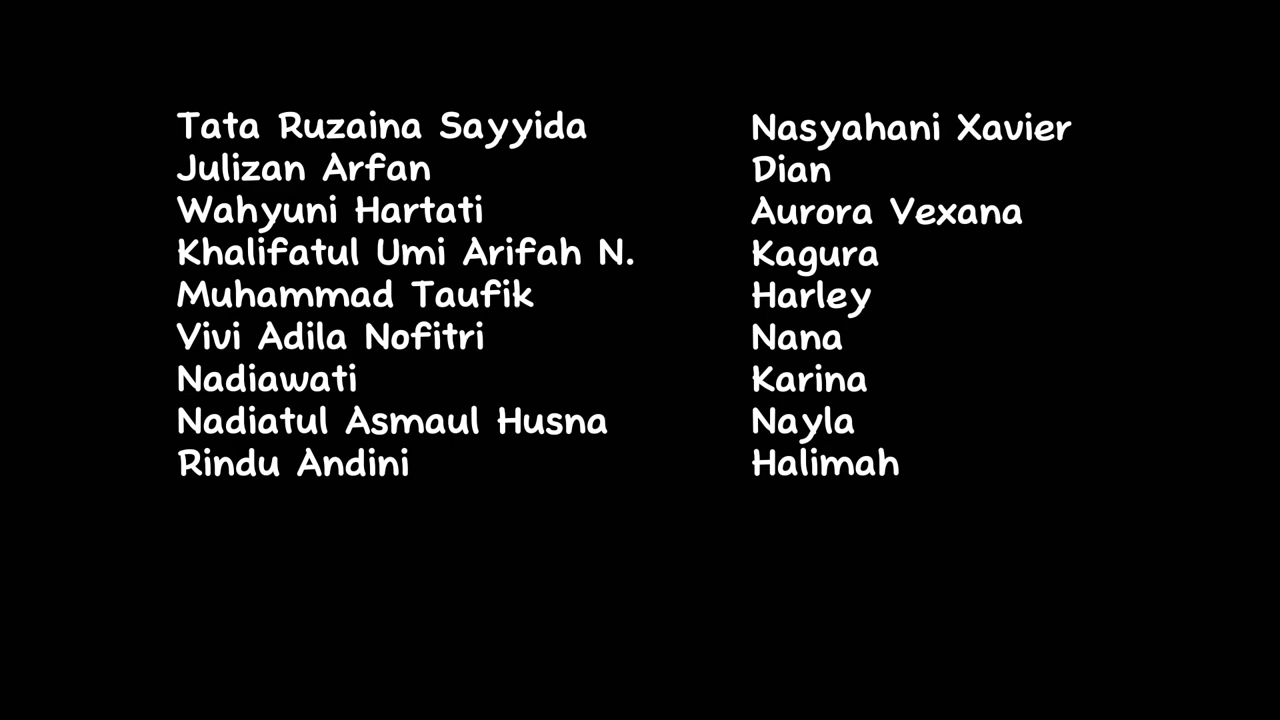 Tata Ruzaina Sayyida
Julizan Arfan
Wahyuni Hartati
Khalifatul Umi Arifah N.
Muhammad Taufik
Vivi Adila Nofitri
Nadiawati
Nadiatul Asmaul Husna
Rindu Andini
Nasyahani Xavier
Dian
Aurora Vexana
Kagura
Harley
Nana
Karina
Nayla
Halimah